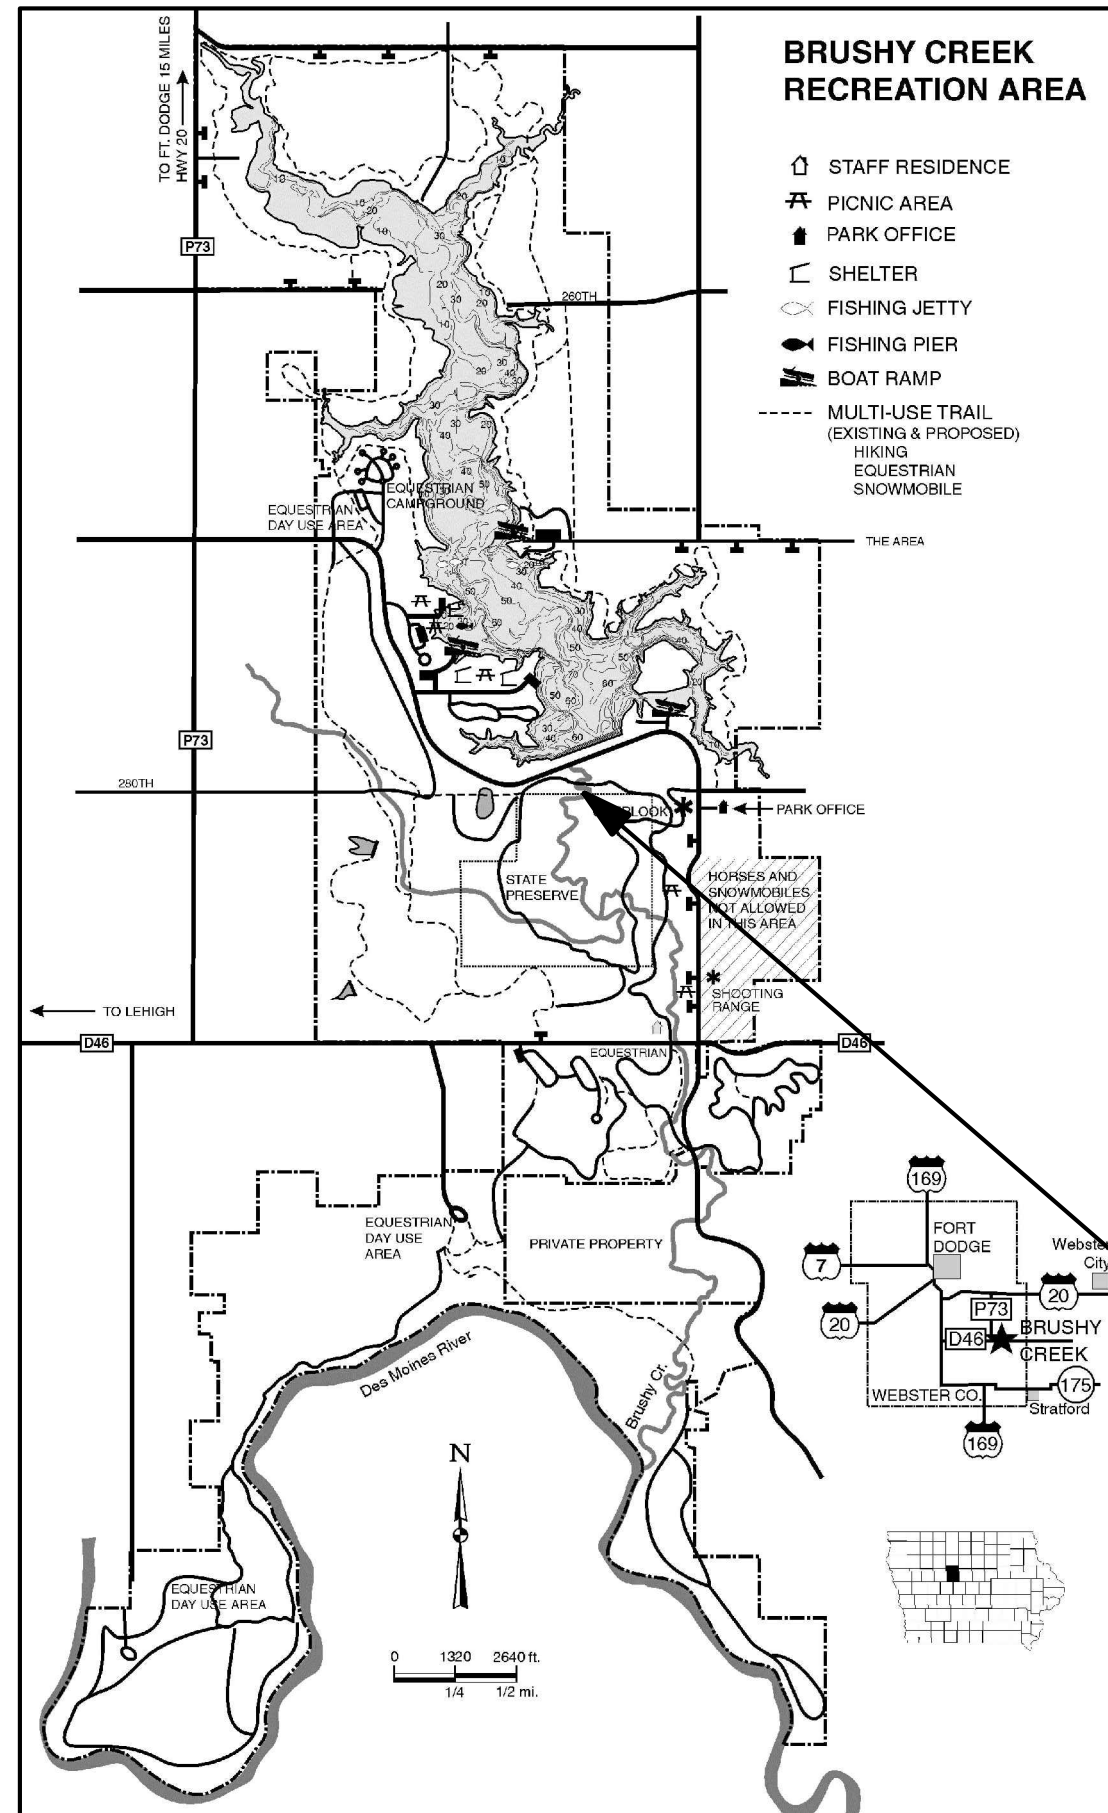 BRUSHY CREEK
RECREATION AREA
STAFF RESIDENCE
PICNIC AREA
PARK OFFICE
SHELTER
FISHING JETTY
FISHING PIER
BOAT RAMP
MULTI-USE TRAIL
(EXISTING & PROPOSED)
HIKING
EQUESTRIAN
SNOWMOBILE
TO FT. DODGE 15 MILES
HWY 20
P73
260TH
EQUESTRIAN
CAMPGROUND
EQUESTRIAN
DAY USE AREA
THE AREA
P73
280TH
PARK OFFICE
STATE
PRESERVE
HORSES AND
SNOWMOBILES
NOT ALLOWED
IN THIS AREA
SHOOTING
RANGE
TO LEHIGH
D46
D46
EQUESTRIAN
EQUESTRIAN
DAY USE
AREA
PRIVATE PROPERTY
Des Moines River
Brushy Cr.
169
FORT
DODGE
7
20
Webster
City
20
P73
D46
BRUSHY
CREEK
175
WEBSTER CO.
Stratford
169
N
EQUESTRIAN
DAY USE AREA
0 1320 2640 ft.
1/4 1/2 mi.